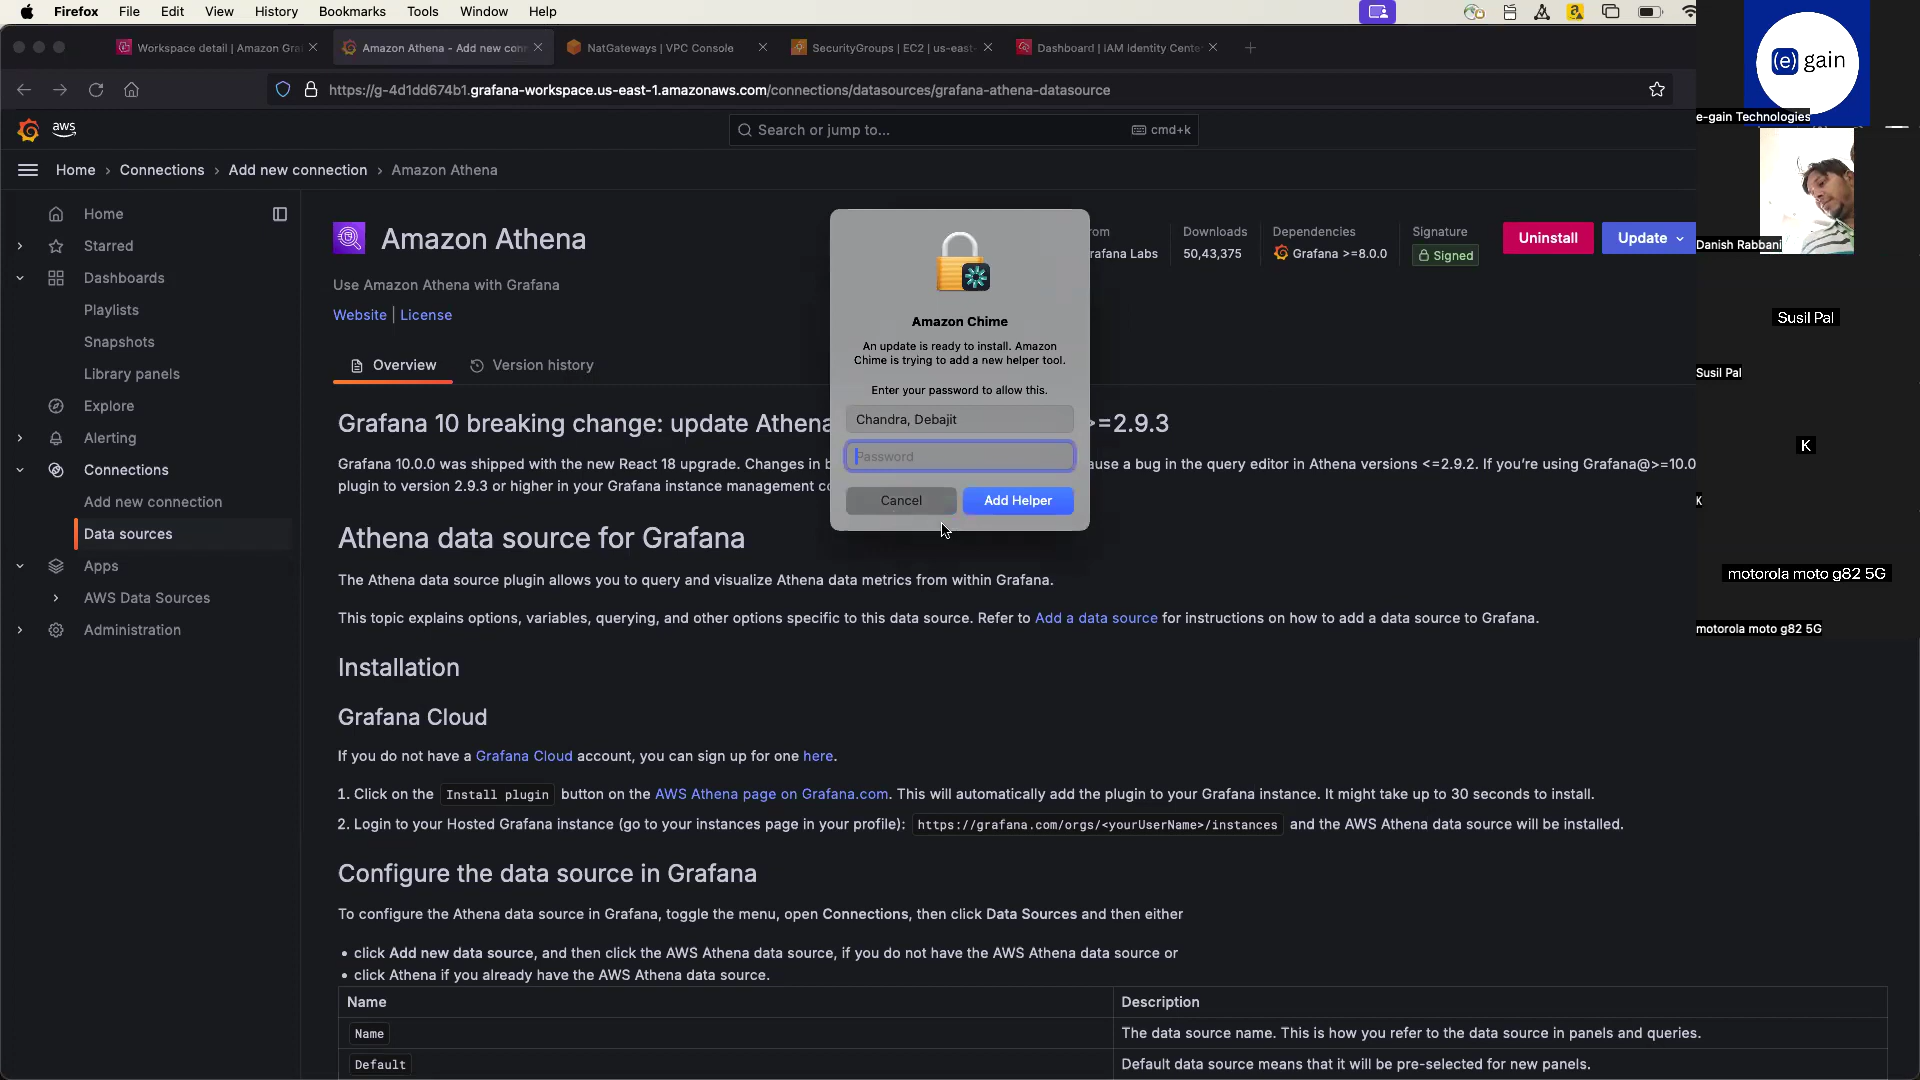 Firefox File Edit View History Bookmarks Tools Window Help
Workspace detail | Amazon Gra
Amazon Athena - Add new conn
NatGateways | VPC Console
SecurityGroups | EC2 | us-east-
Dashboard | IAM Identity Cente
https://g-4d1dd674b1.grafana-workspace.us-east-1.amazonaws.com/connections/datasources/grafana-athena-datasource
aws
Search or jump to...
cmd+k
Home › Connections › Add new connection › Amazon Athena
Home
Starred
Dashboards
Playlists
Snapshots
Library panels
Explore
Alerting
Connections
Add new connection
Data sources
Apps
AWS Data Sources
Administration
Amazon Athena
Use Amazon Athena with Grafana
Website | License
rom
rafana Labs
Downloads
50,43,375
Dependencies
Grafana >=8.0.0
Signature
Signed
Uninstall
Update
Overview
Version history
Amazon Chime
An update is ready to install. Amazon
Chime is trying to add a new helper tool.
Enter your password to allow this.
Chandra, Debajit
Password
Cancel
Add Helper
Grafana 10 breaking change: update Athena >=2.9.3
Grafana 10.0.0 was shipped with the new React 18 upgrade. Changes in b ause a bug in the query editor in Athena versions <=2.9.2. If you’re using Grafana@>=10.0
plugin to version 2.9.3 or higher in your Grafana instance management co
Athena data source for Grafana
The Athena data source plugin allows you to query and visualize Athena data metrics from within Grafana.
This topic explains options, variables, querying, and other options specific to this data source. Refer to Add a data source for instructions on how to add a data source to Grafana.
Installation
Grafana Cloud
If you do not have a Grafana Cloud account, you can sign up for one here.
1. Click on the Install plugin button on the AWS Athena page on Grafana.com. This will automatically add the plugin to your Grafana instance. It might take up to 30 seconds to install.
2. Login to your Hosted Grafana instance (go to your instances page in your profile): https://grafana.com/orgs/<yourUserName>/instances and the AWS Athena data source will be installed.
Configure the data source in Grafana
To configure the Athena data source in Grafana, toggle the menu, open Connections, then click Data Sources and then either
• click Add new data source, and then click the AWS Athena data source, if you do not have the AWS Athena data source or
• click Athena if you already have the AWS Athena data source.
Name Description
Name The data source name. This is how you refer to the data source in panels and queries.
Default Default data source means that it will be pre-selected for new panels.
(e) gain
e-gain Technologies
Danish Rabbani
Susil Pal
Susil Pal
K
K
motorola moto g82 5G
motorola moto g82 5G